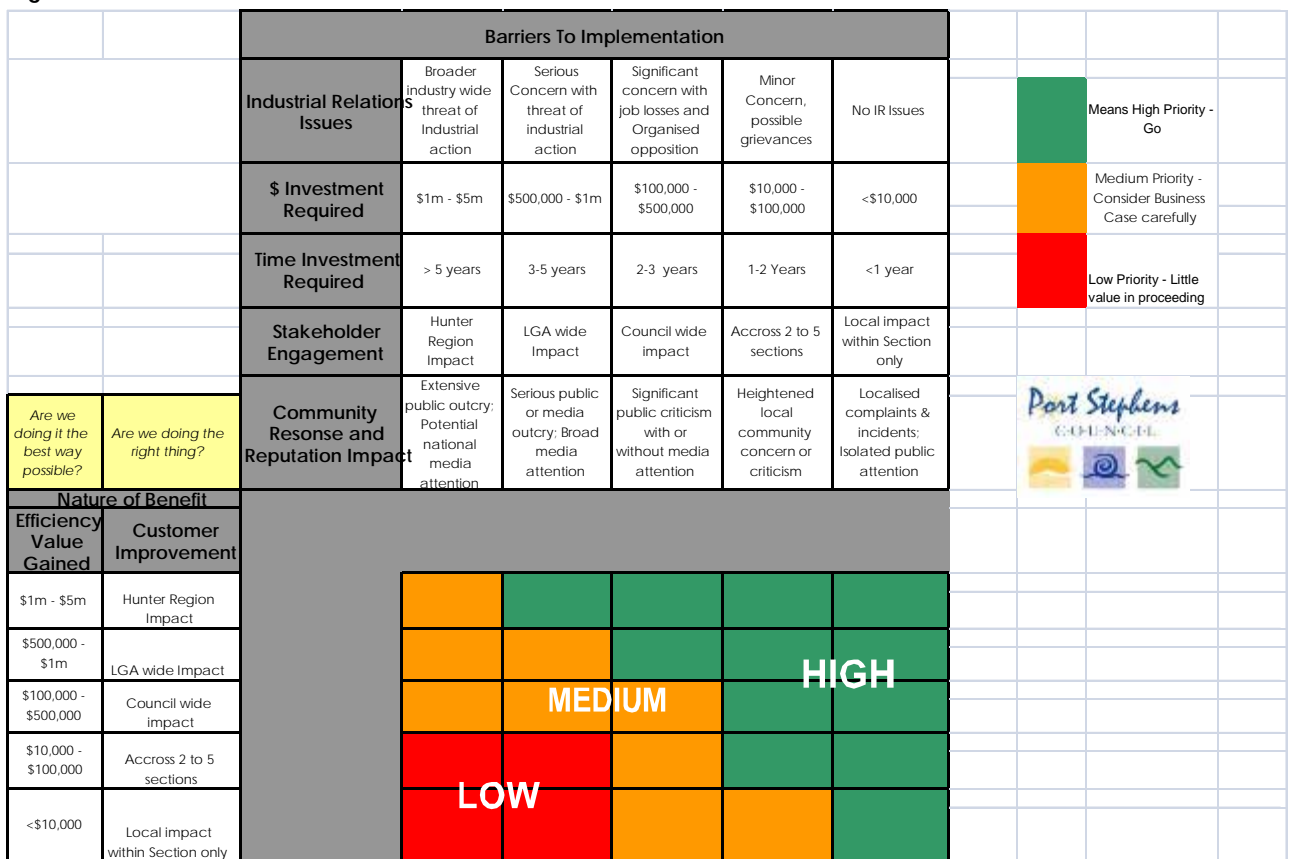 Barriers To Implementation
Industrial Relations
Issues
Broader
industry wide
threat of
Industrial
action
Serious
Concern with
threat of
industrial
action
Significant
concern with
job losses and
Organised
opposition
Minor
Concern,
possible
grievances
No IR Issues
Means High Priority -
Go
$ Investment
Required
$1m - $5m
$500,000 - $1m
$100,000 -
$500,000
$10,000 -
$100,000
<$10,000
Medium Priority -
Consider Business
Case carefully
Time Investment
Required
> 5 years
3-5 years
2-3 years
1-2 Years
<1 year
Low Priority - Little
value in proceeding
Stakeholder
Engagement
Hunter
Region
Impact
LGA wide
Impact
Council wide
impact
Accross 2 to 5
sections
Local impact
within Section
only
Are we
doing it the
best way
possible?
Are we doing the
right thing?
Community
Resonse and
Reputation Impact
Extensive
public outcry;
Potential
national
media
attention
Serious public
or media
outcry; Broad
media
attention
Significant
public criticism
with or
without media
attention
Heightened
local
community
concern or
criticism
Localised
complaints &
incidents;
Isolated public
attention
Port Stephens
C·O·U·N·C·I·L
Nature of Benefit
Efficiency
Value
Gained
Customer
Improvement
$1m - $5m
Hunter Region
Impact
$500,000 -
$1m
LGA wide Impact
HIGH
$100,000 -
$500,000
Council wide
impact
MEDIUM
$10,000 -
$100,000
Accross 2 to 5
sections
LOW
<$10,000
Local impact
within Section only